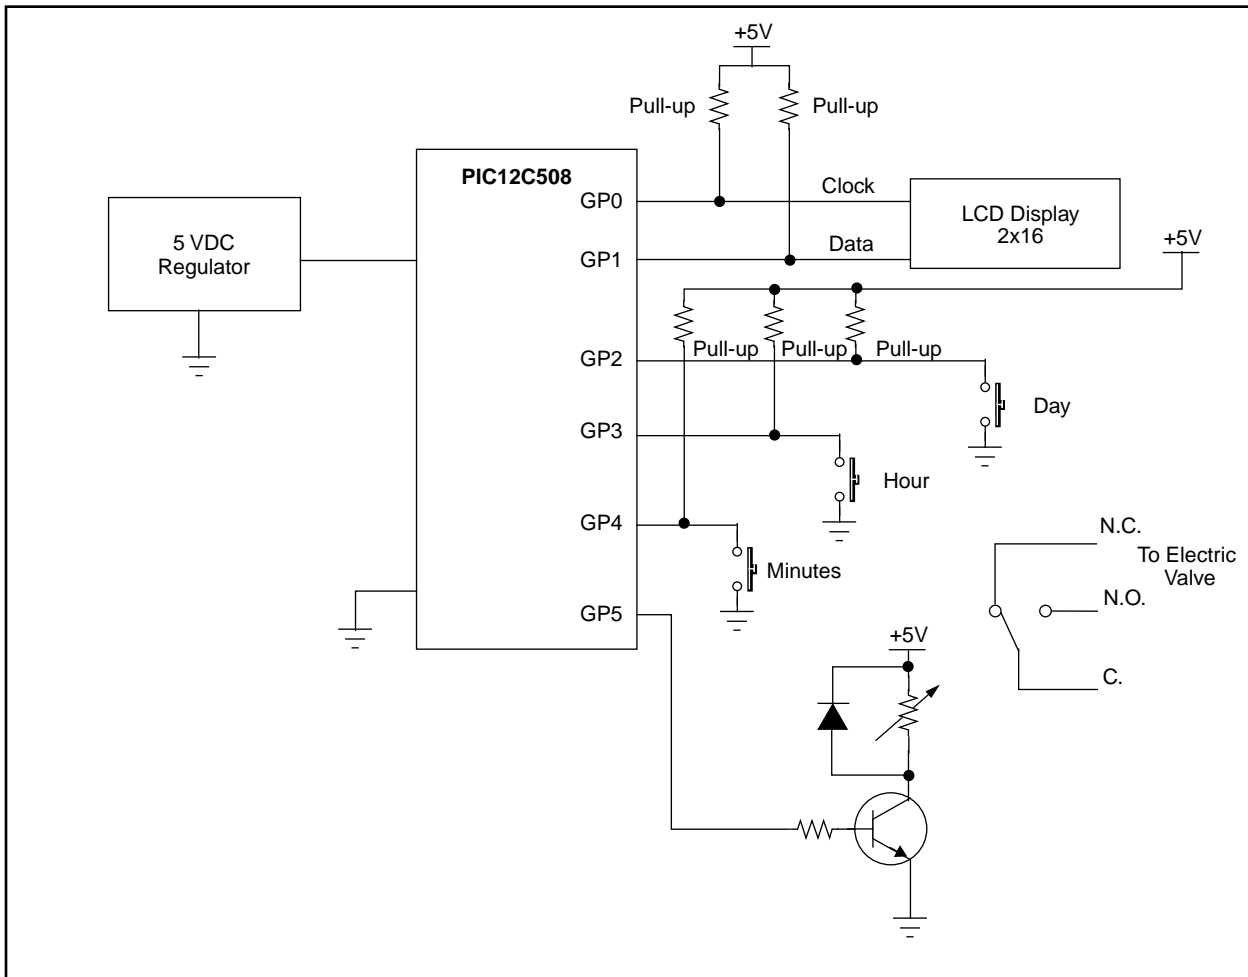 +5V
Pull-up
Pull-up
PIC12C508
GP0
Clock
LCD Display
2x16
5 VDC
Regulator
GP1
Data
+5V
GP2
Pull-up
Pull-up
Pull-up
Day
GP3
Hour
GP4
Minutes
N.C.
To Electric
Valve
N.O.
GP5
+5V
C.